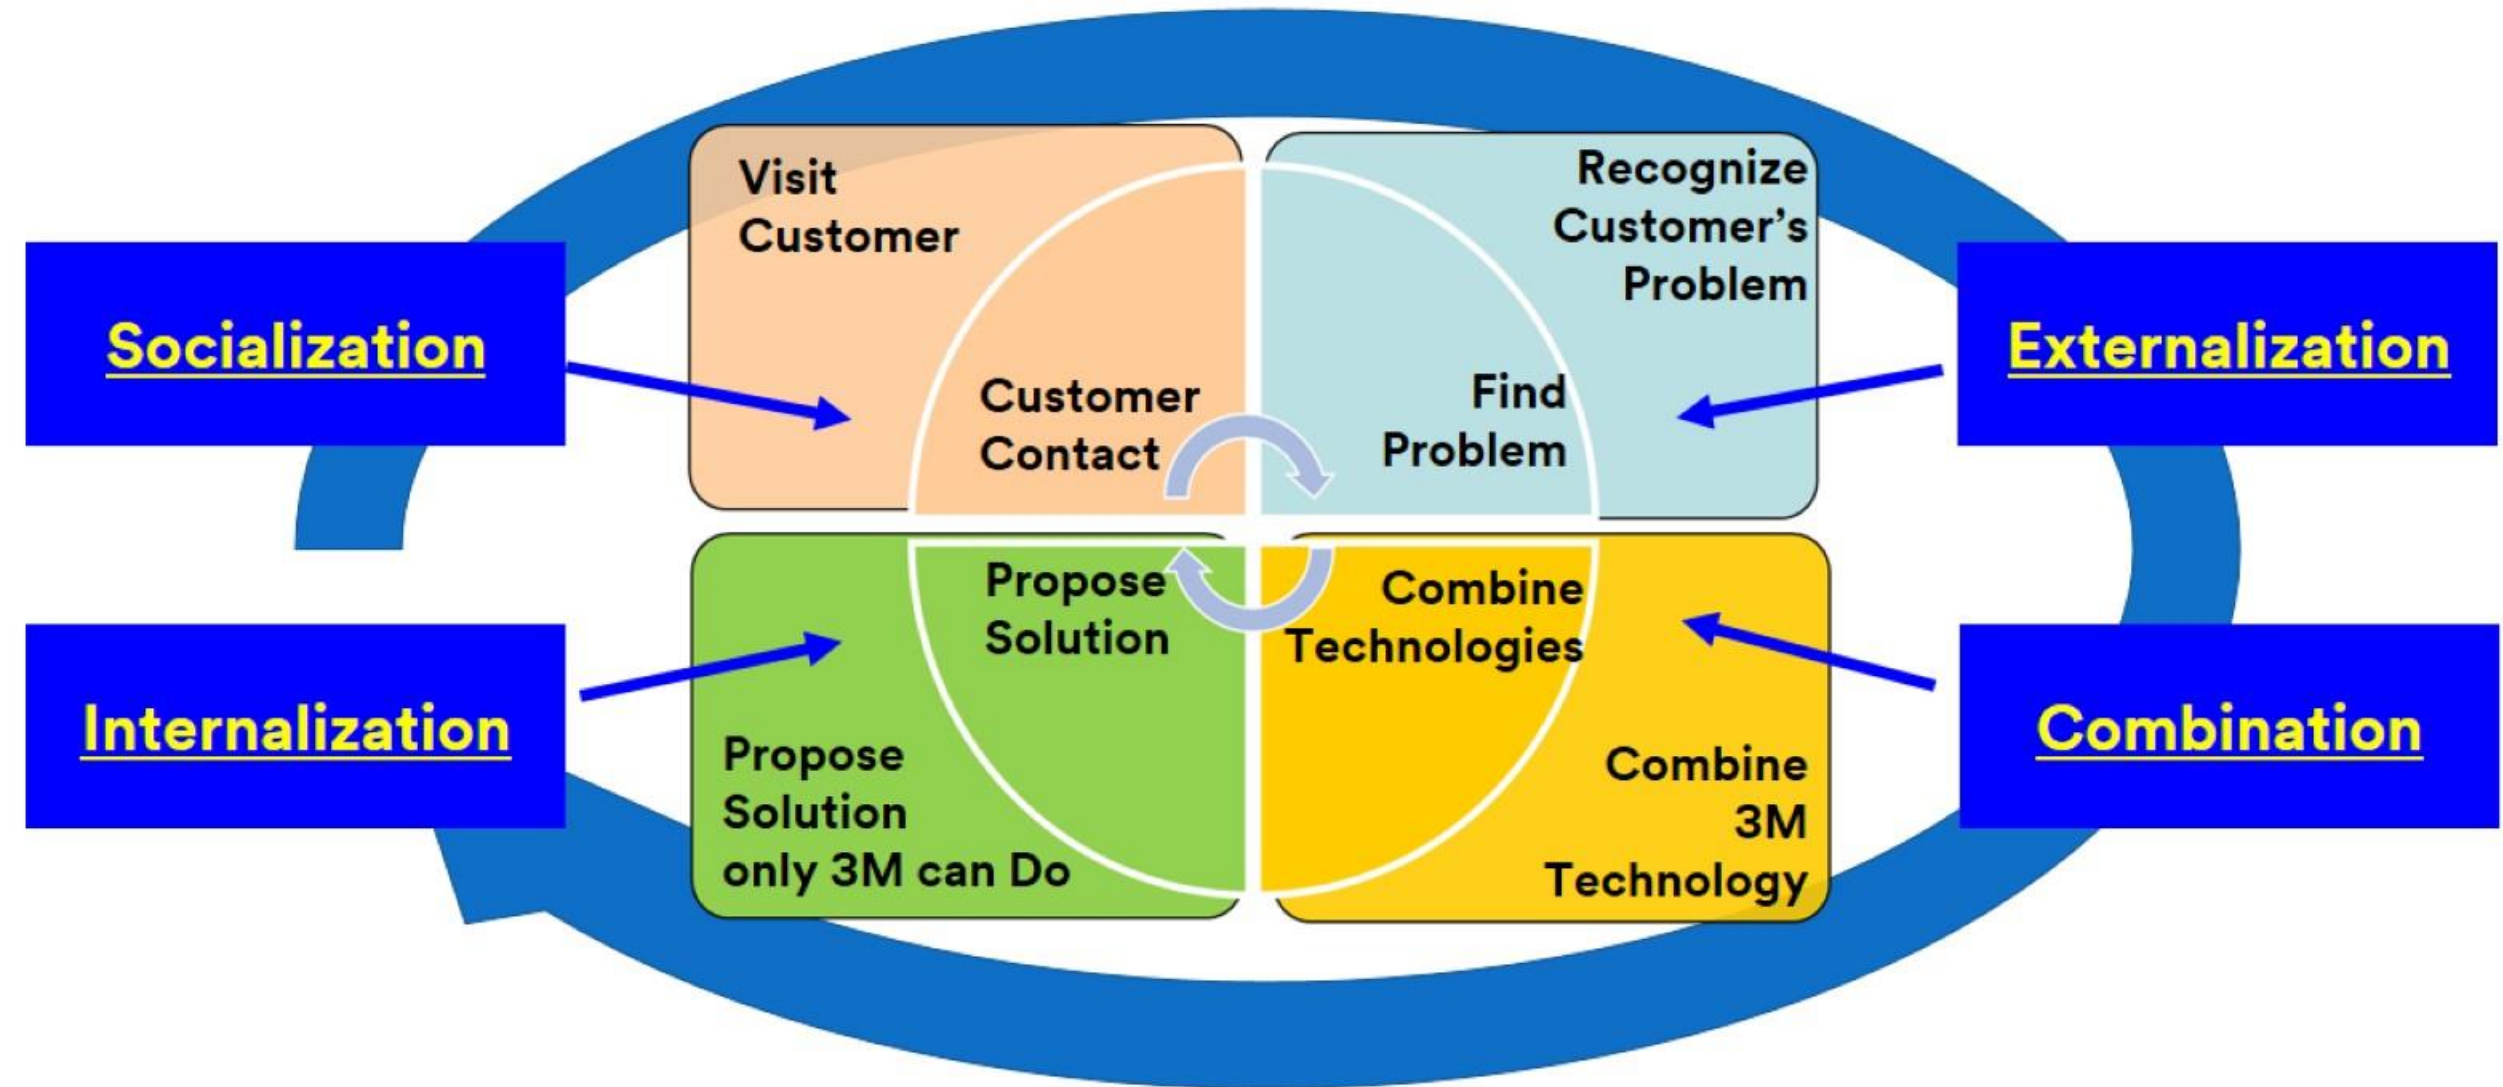 Visit
Customer
Customer
Contact
Recognize
Customer’s
Problem
Find
Problem
Socialization
Externalization
Propose
Solution
Propose
Solution
only 3M can Do
Combine
Technologies
Combine
3M
Technology
Internalization
Combination